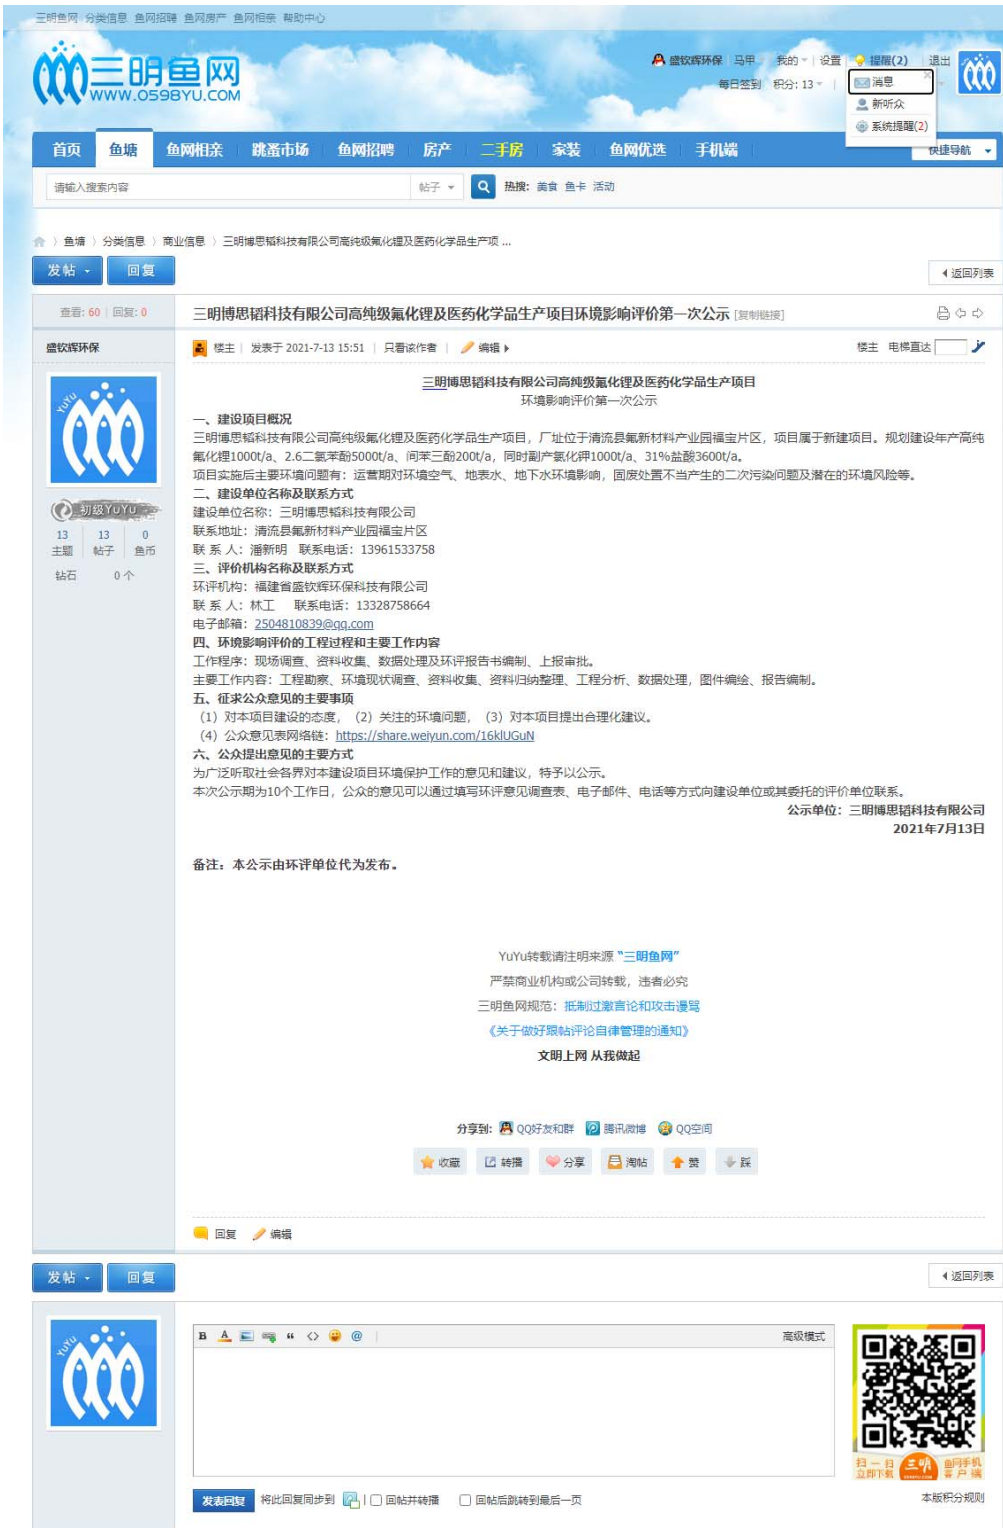 三明鱼网 分类信息 鱼网招聘 鱼网房产 鱼网相亲 帮助中心
三明鱼网
WWW.0598YU.COM
盛钦辉环保 马甲 我的 设置 提醒(2) 退出
每日签到 积分: 13
消息
新听众
系统提醒(2)
首页 鱼塘 鱼网相亲 跳蚤市场 鱼网招聘 房产 二手房 家装 鱼网优选 手机端
快捷导航
请输入搜索内容 帖子 热搜: 美食 鱼卡 活动
鱼塘 〉 分类信息 〉 商业信息 〉 三明博思韬科技有限公司高纯级氟化锂及医药化学品生产项 ...
发帖 回复
返回列表
查看: 60 回复: 0
三明博思韬科技有限公司高纯级氟化锂及医药化学品生产项目环境影响评价第一次公示 [复制链接]
盛钦辉环保
楼主 发表于 2021-7-13 15:51 只看该作者 编辑
楼主 电梯直达
YuYu
初级YuYu
13 13 0
主题 帖子 鱼币
钻石 0 个
三明博思韬科技有限公司高纯级氟化锂及医药化学品生产项目
环境影响评价第一次公示
一、建设项目概况
三明博思韬科技有限公司高纯级氟化锂及医药化学品生产项目，厂址位于清流县氟新材料产业园福宝片区，项目属于新建项目。规划建设年产高纯
氟化锂1000t/a、2.6二氯苯酚5000t/a、间苯三酚200t/a，同时副产氯化钾1000t/a、31%盐酸3600t/a。
项目实施后主要环境问题有：运营期对环境空气、地表水、地下水环境影响，固废处置不当产生的二次污染问题及潜在的环境风险等。
二、建设单位名称及联系方式
建设单位名称：三明博思韬科技有限公司
联系地址：清流县氟新材料产业园福宝片区
联 系 人：潘新明 联系电话：13961533758
三、评价机构名称及联系方式
环评机构：福建省盛钦辉环保科技有限公司
联 系 人：林工 联系电话：13328758664
电子邮箱：2504810839@qq.com
四、环境影响评价的工程过程和主要工作内容
工作程序：现场调查、资料收集、数据处理及环评报告书编制、上报审批。
主要工作内容：工程勘察、环境现状调查、资料收集、资料归纳整理、工程分析、数据处理，图件编绘、报告编制。
五、征求公众意见的主要事项
（1）对本项目建设的态度，（2）关注的环境问题，（3）对本项目提出合理化建议。
（4）公众意见表网络链：https://share.weiyun.com/16klUGuN
六、公众提出意见的主要方式
为广泛听取社会各界对本建设项目环境保护工作的意见和建议，特予以公示。
本次公示期为10个工作日，公众的意见可以通过填写环评意见调查表、电子邮件、电话等方式向建设单位或其委托的评价单位联系。
公示单位：三明博思韬科技有限公司
2021年7月13日
备注：本公示由环评单位代为发布。
YuYu转载请注明来源 “三明鱼网”
严禁商业机构或公司转载，违者必究
三明鱼网规范：抵制过激言论和攻击谩骂
《关于做好跟帖评论自律管理的通知》
文明上网 从我做起
分享到: QQ好友和群 腾讯微博 QQ空间
收藏 转播 分享 淘帖 赞 踩
回复 编辑
发帖 回复
返回列表
YuYu
B A “ <> @ 高级模式
扫一扫
立即下载
三明
鱼网手机
客户端
发表回复 将此回复同步到 回帖并转播 回帖后跳转到最后一页
本版积分规则